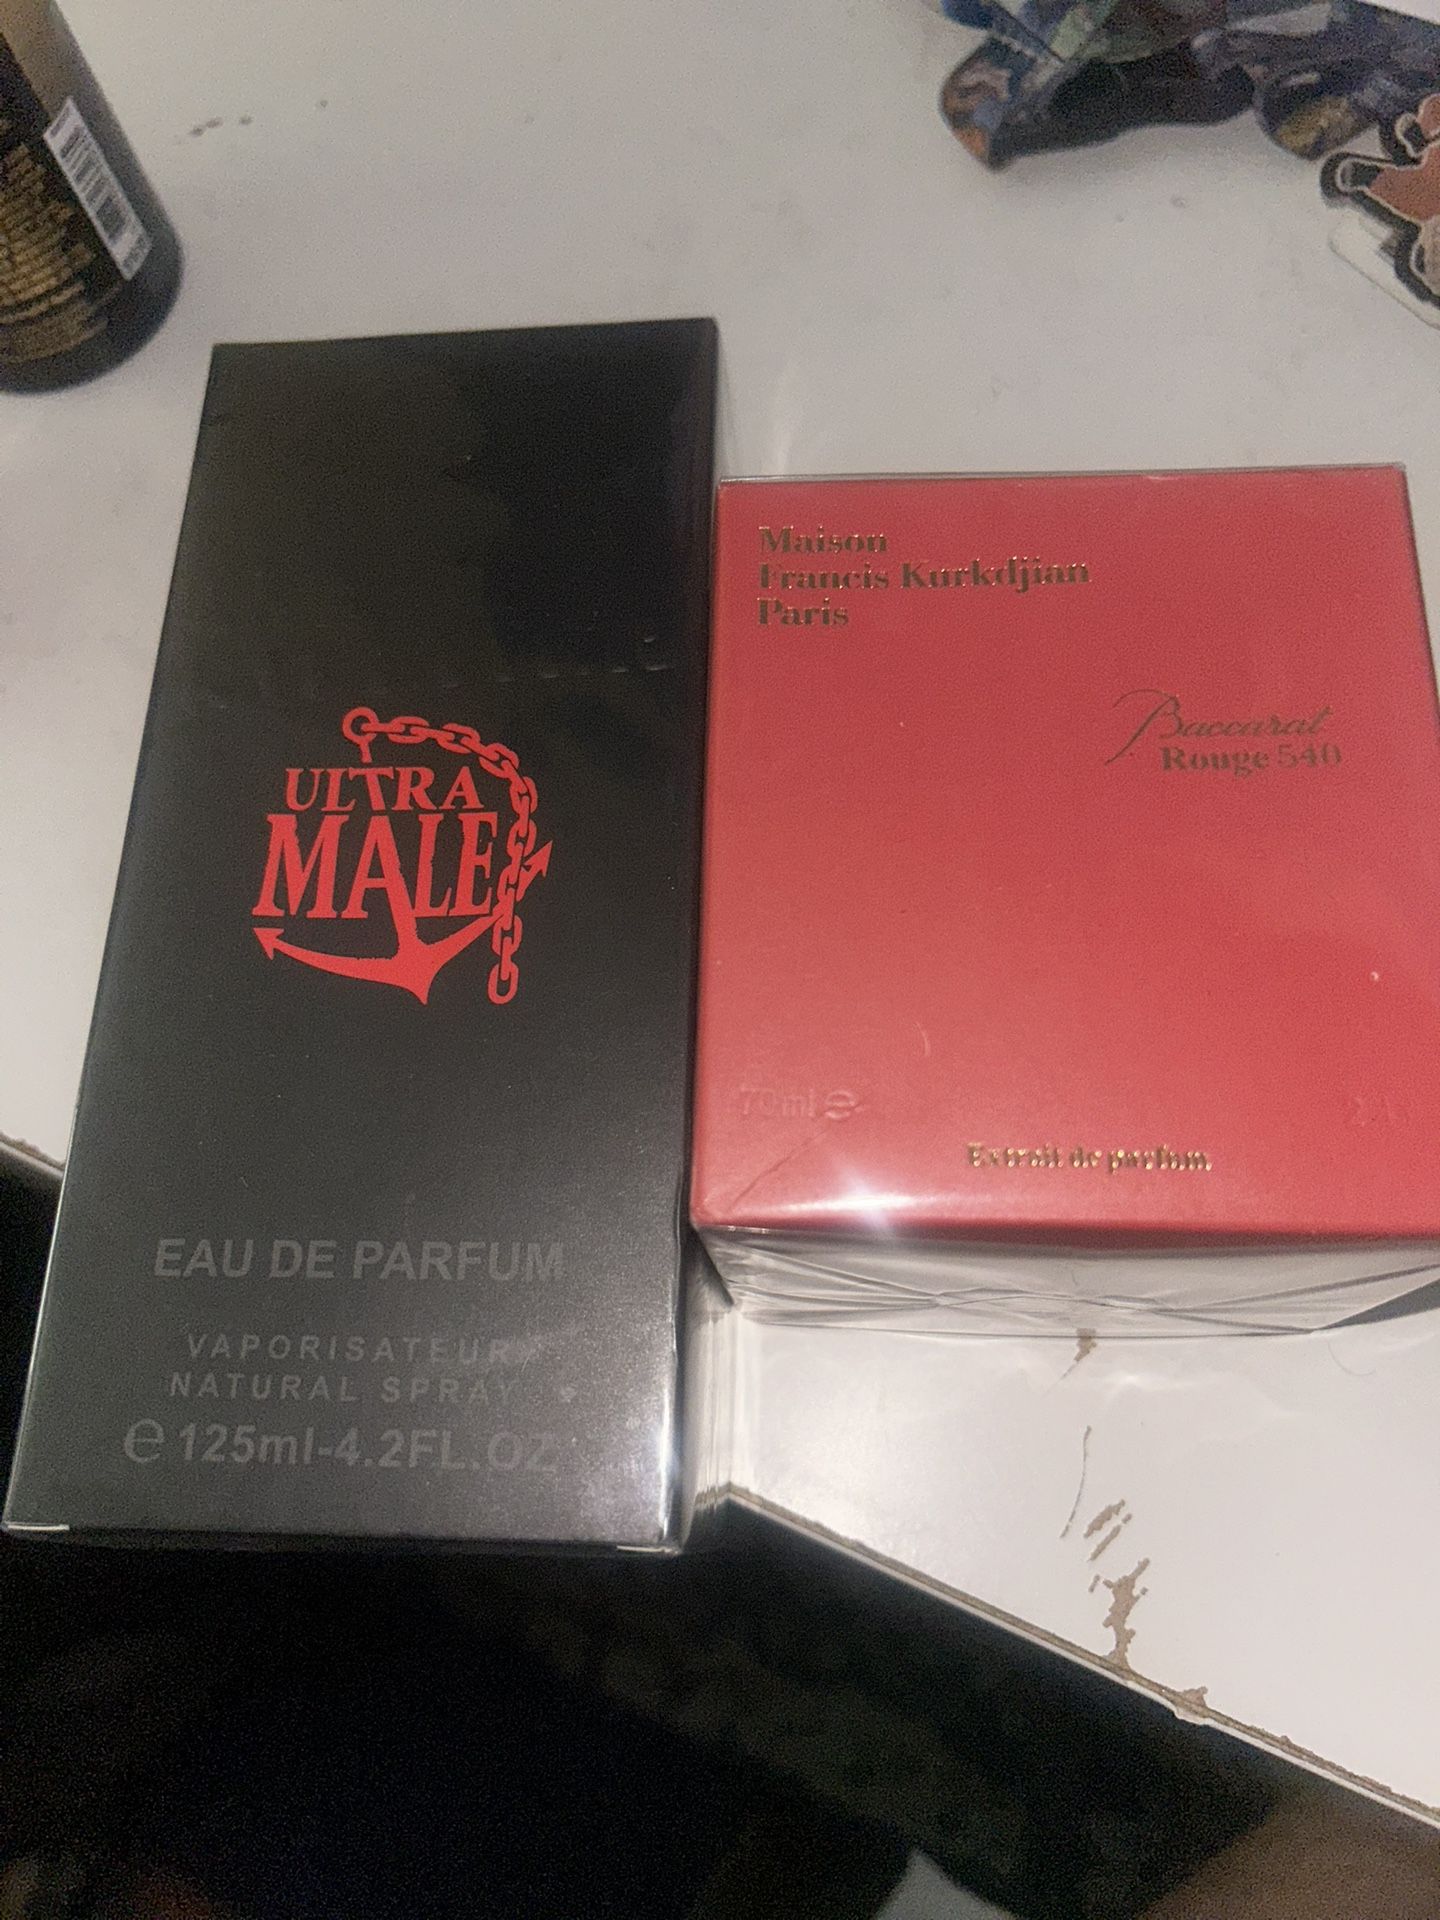 ULTRA
MALE
EAU DE PARFUM
VAPORISATEUR
NATURAL SPRAY
e 125ml-4.2FL.OZ
Maison
Francis Kurkdjian
Paris
Baccarat
Rouge 540
70ml e
Extrait de parfum